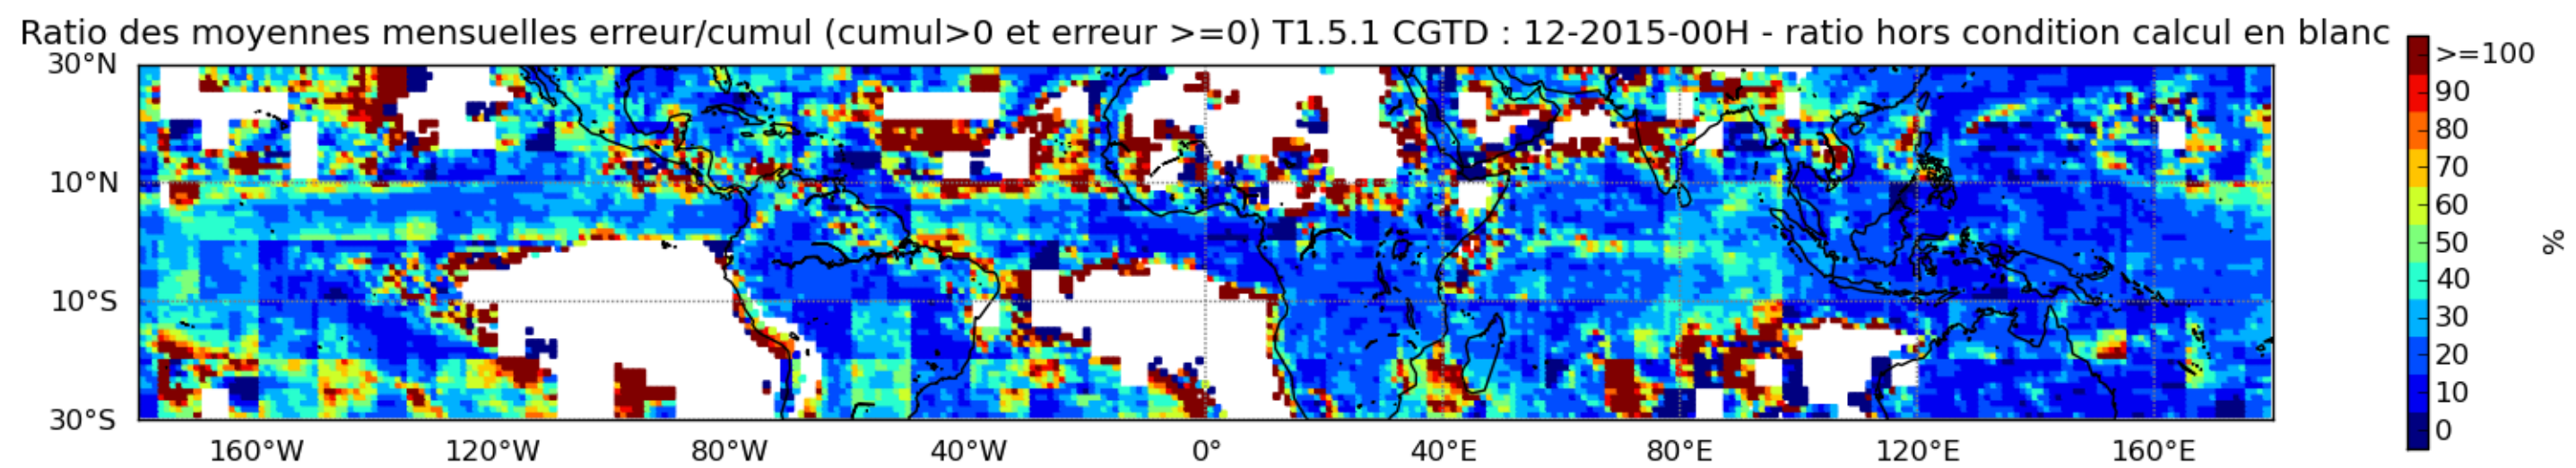 Ratio des moyennes mensuelles erreur/cumul (cumul>0 et erreur >=0) T1.5.1 CGTD : 12-2015-00H - ratio hors condition calcul en blanc
30°N
10°N
10°S
30°S
160°W 120°W 80°W 40°W 0° 40°E 80°E 120°E 160°E
>=100
90
80
70
60
50
40
30
20
10
0
%